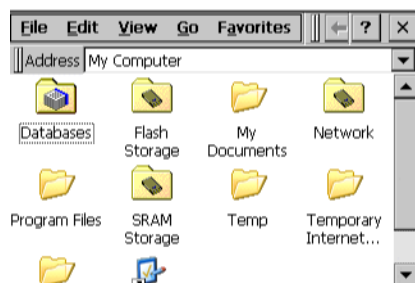 File Edit View Go Favorites ?
Address My Computer
Databases
Flash Storage
My Documents
Network
Program Files
SRAM Storage
Temp
Temporary Internet...